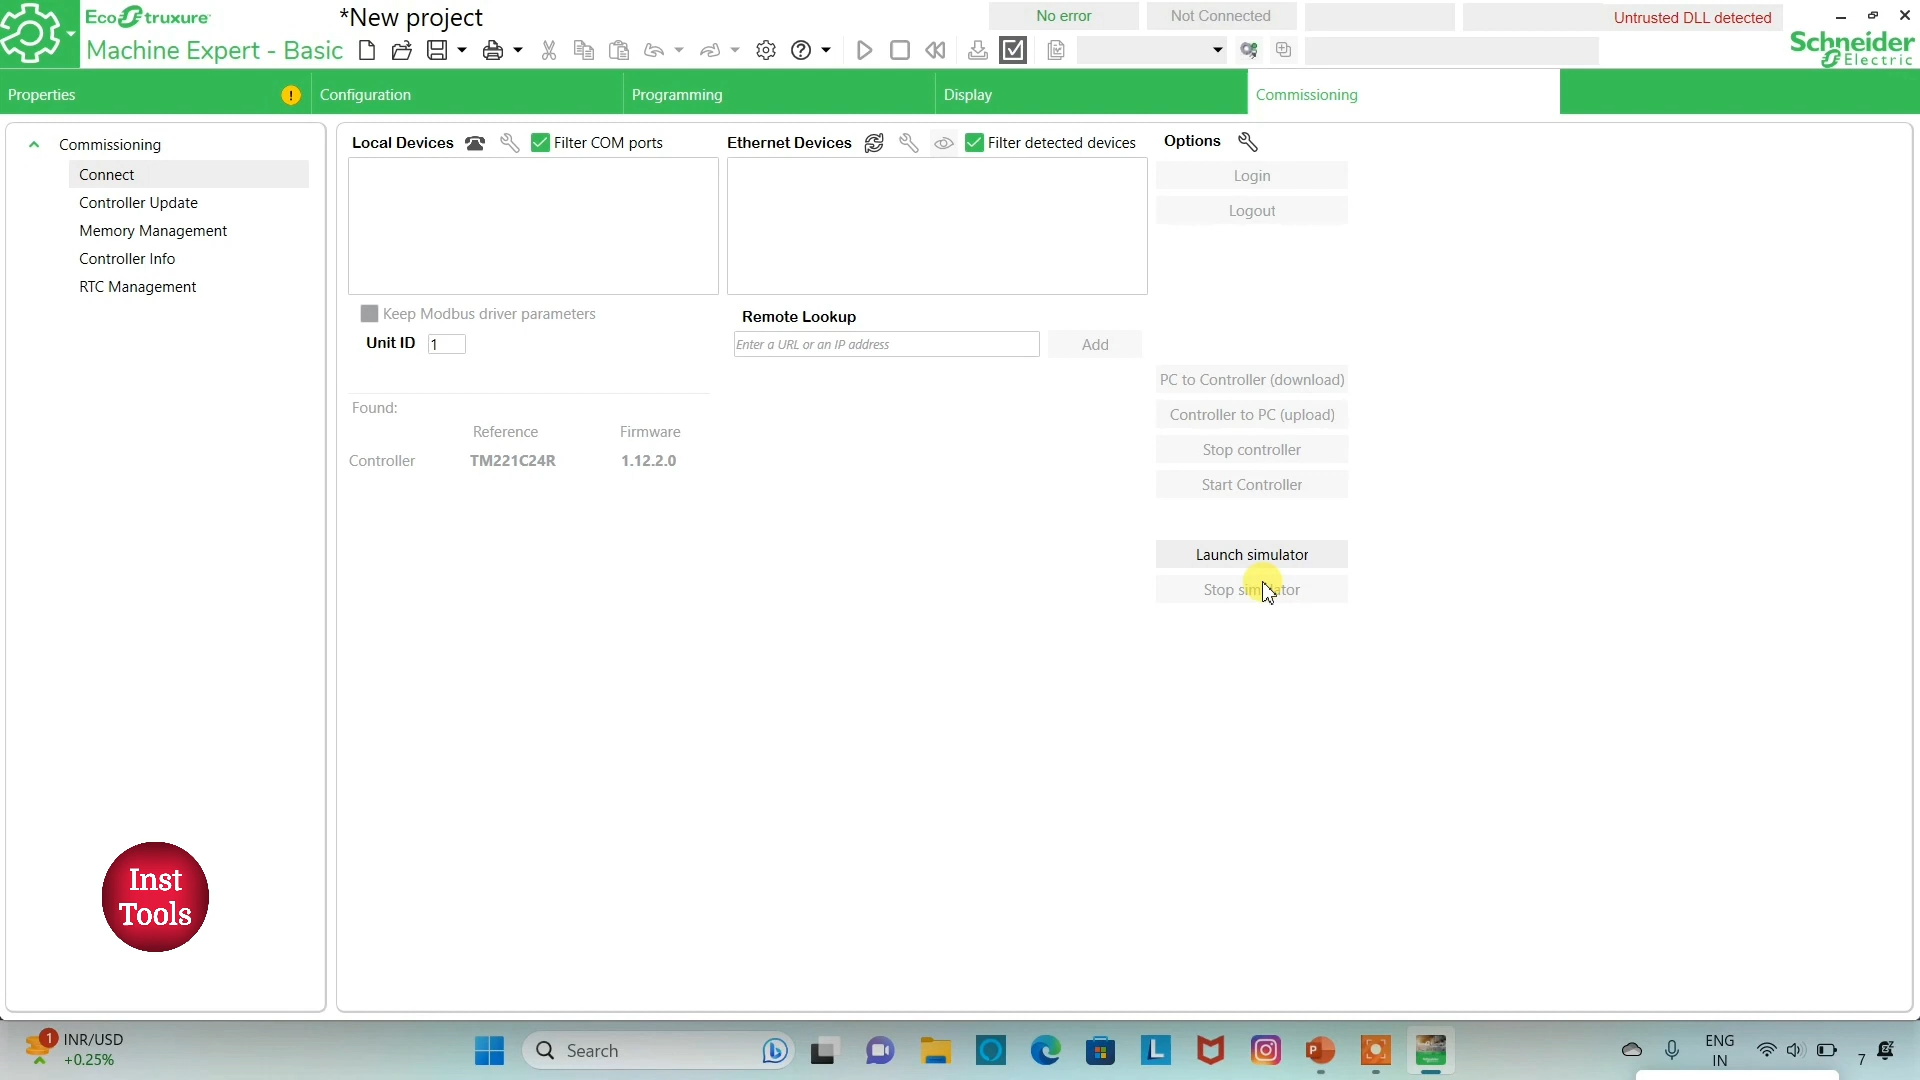 EcoStruxure
*New project
No error
Not Connected
Untrusted DLL detected
Machine Expert - Basic
Schneider
Electric
Properties
!
Configuration
Programming
Display
Commissioning
Commissioning
Connect
Controller Update
Memory Management
Controller Info
RTC Management
Local Devices
Filter COM ports
Ethernet Devices
Filter detected devices
Options
Login
Logout
Keep Modbus driver parameters
Unit ID 1
Remote Lookup
Enter a URL or an IP address
Add
Found:
Reference Firmware
Controller TM221C24R 1.12.2.0
PC to Controller (download)
Controller to PC (upload)
Stop controller
Start Controller
Launch simulator
Stop simulator
Inst
Tools
1 INR/USD
+0.25%
Search
L
P
ENG
IN
7